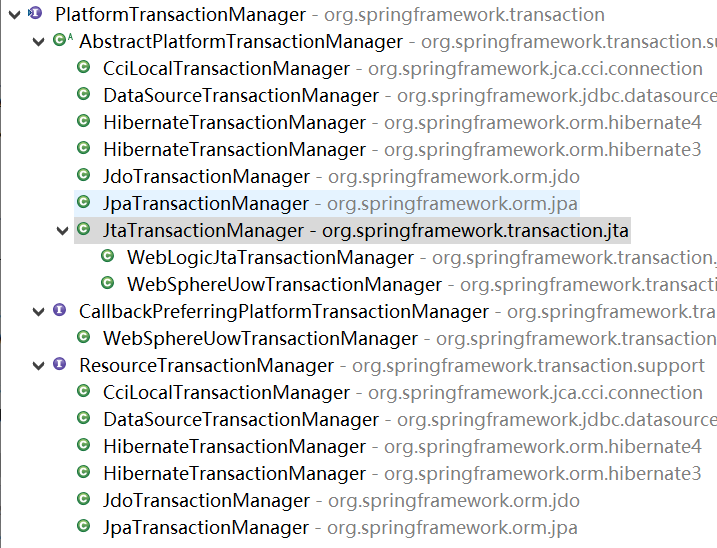 PlatformTransactionManager - org.springframework.transaction
AbstractPlatformTransactionManager - org.springframework.transaction.su
CciLocalTransactionManager - org.springframework.jca.cci.connection
DataSourceTransactionManager - org.springframework.jdbc.datasource
HibernateTransactionManager - org.springframework.orm.hibernate4
HibernateTransactionManager - org.springframework.orm.hibernate3
JdoTransactionManager - org.springframework.orm.jdo
JpaTransactionManager - org.springframework.orm.jpa
JtaTransactionManager - org.springframework.transaction.jta
WebLogicJtaTransactionManager - org.springframework.transaction.
WebSphereUowTransactionManager - org.springframework.transact
CallbackPreferringPlatformTransactionManager - org.springframework.tra
WebSphereUowTransactionManager - org.springframework.transaction
ResourceTransactionManager - org.springframework.transaction.support
CciLocalTransactionManager - org.springframework.jca.cci.connection
DataSourceTransactionManager - org.springframework.jdbc.datasource
HibernateTransactionManager - org.springframework.orm.hibernate4
HibernateTransactionManager - org.springframework.orm.hibernate3
JdoTransactionManager - org.springframework.orm.jdo
JpaTransactionManager - org.springframework.orm.jpa